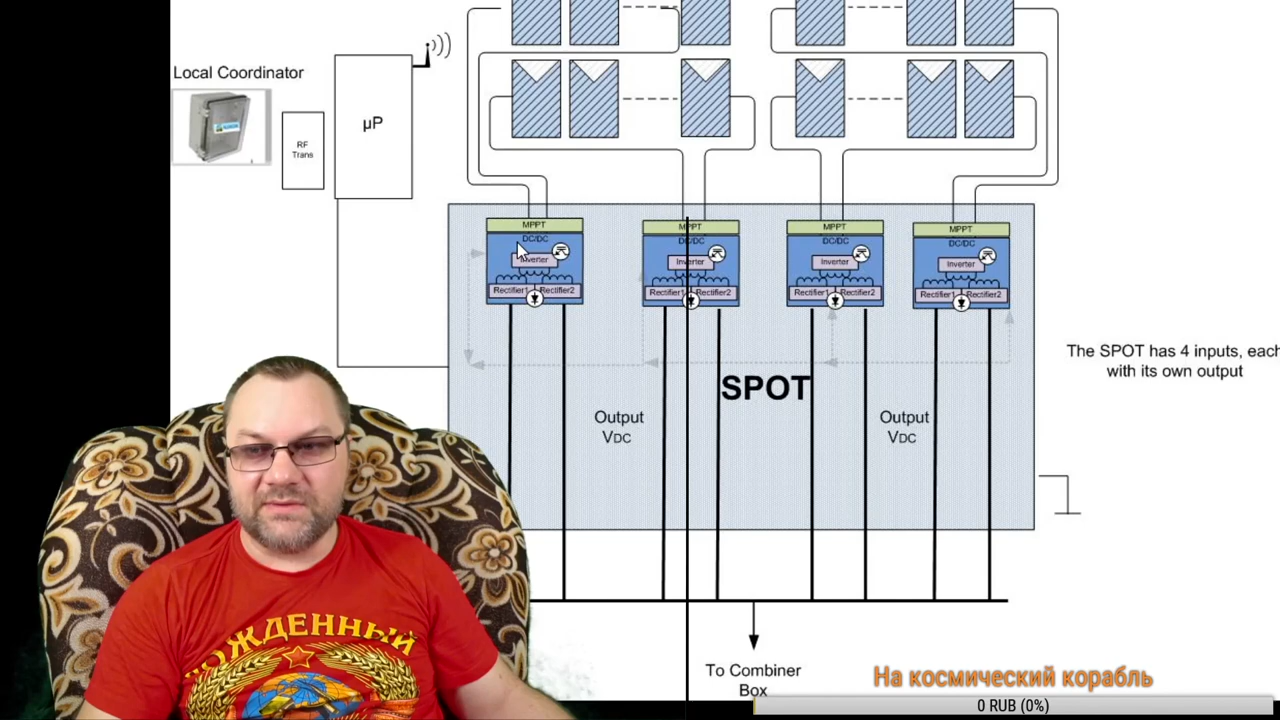 Local Coordinator
RF
Trans
µP
MPPT
DC/DC
Inverter
Rectifier1
Rectifier2
MPPT
DC/DC
Inverter
Rectifier1
Rectifier2
MPPT
DC/DC
Inverter
Rectifier1
Rectifier2
MPPT
DC/DC
Inverter
Rectifier1
Rectifier2
The SPOT has 4 inputs, each
with its own output
SPOT
Output
VDC
Output
VDC
To Combiner
Box
ОЖДЕННЫЙ
На космический корабль
0 RUB (0%)